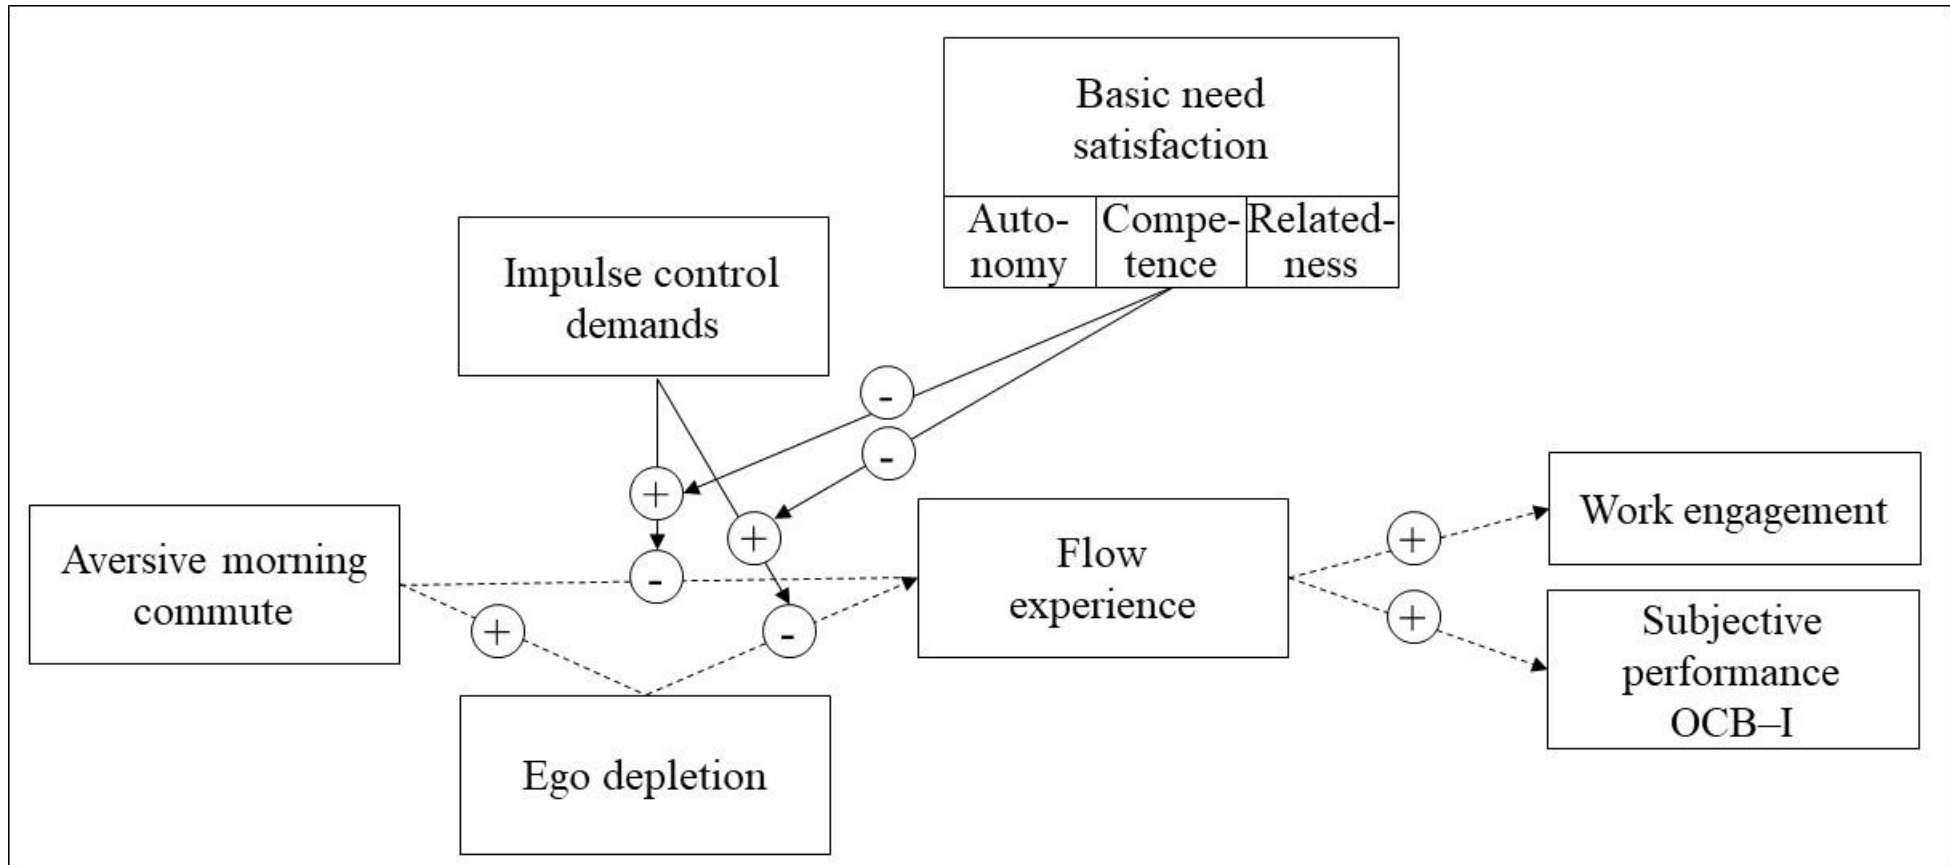 Basic need
satisfaction
Auto-
nomy
Compe-
tence
Related-
ness
Impulse control
demands
-
-
+
+
Aversive morning
commute
-
+
-
Ego depletion
Flow
experience
+
+
Work engagement
Subjective
performance
OCB–I